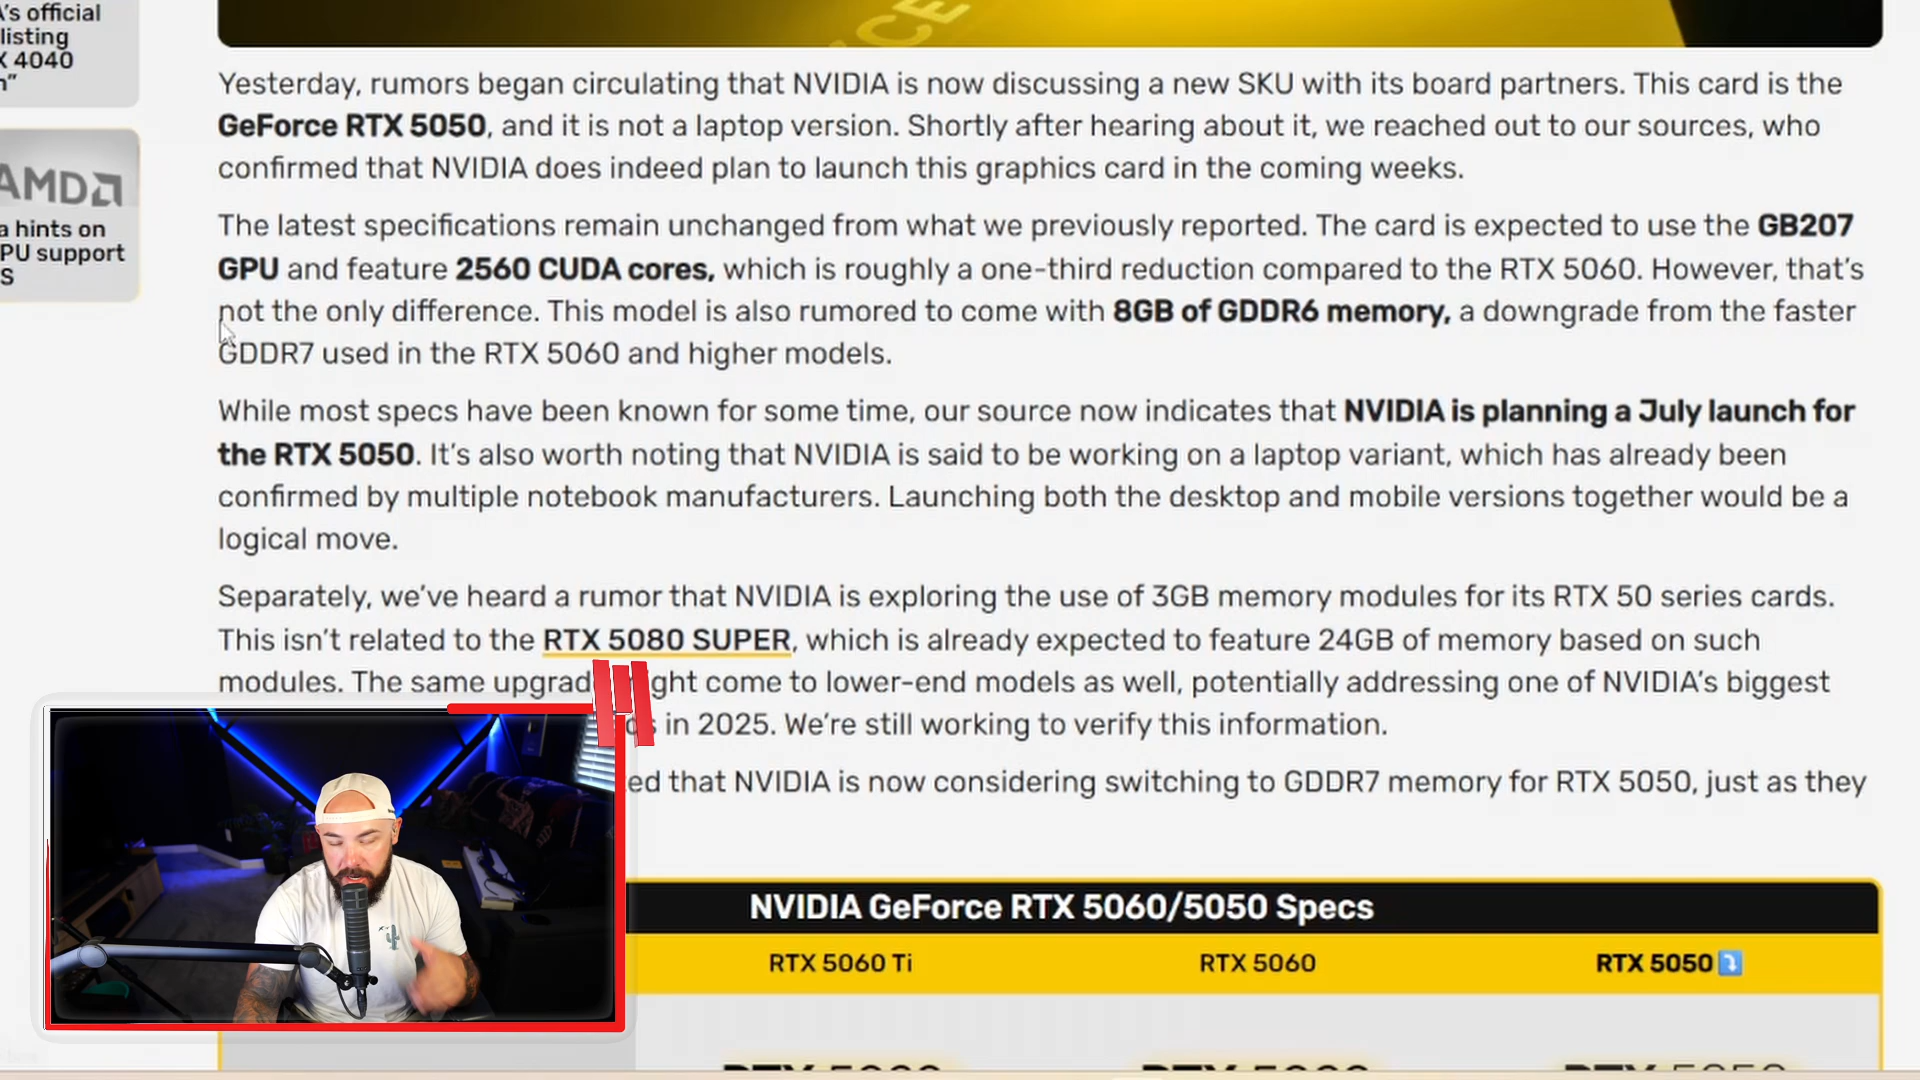 A's official
listing
X 4040
n"
AMD
a hints on
PU support
S
CE
Yesterday, rumors began circulating that NVIDIA is now discussing a new SKU with its board partners. This card is the
GeForce RTX 5050, and it is not a laptop version. Shortly after hearing about it, we reached out to our sources, who
confirmed that NVIDIA does indeed plan to launch this graphics card in the coming weeks.
The latest specifications remain unchanged from what we previously reported. The card is expected to use the GB207
GPU and feature 2560 CUDA cores, which is roughly a one-third reduction compared to the RTX 5060. However, that's
not the only difference. This model is also rumored to come with 8GB of GDDR6 memory, a downgrade from the faster
GDDR7 used in the RTX 5060 and higher models.
While most specs have been known for some time, our source now indicates that NVIDIA is planning a July launch for
the RTX 5050. It's also worth noting that NVIDIA is said to be working on a laptop variant, which has already been
confirmed by multiple notebook manufacturers. Launching both the desktop and mobile versions together would be a
logical move.
Separately, we've heard a rumor that NVIDIA is exploring the use of 3GB memory modules for its RTX 50 series cards.
This isn't related to the RTX 5080 SUPER, which is already expected to feature 24GB of memory based on such
modules. The same upgrad ght come to lower-end models as well, potentially addressing one of NVIDIA's biggest
in 2025. We're still working to verify this information.
ed that NVIDIA is now considering switching to GDDR7 memory for RTX 5050, just as they
NVIDIA GeForce RTX 5060/5050 Specs
RTX 5060 Ti RTX 5060 RTX 5050